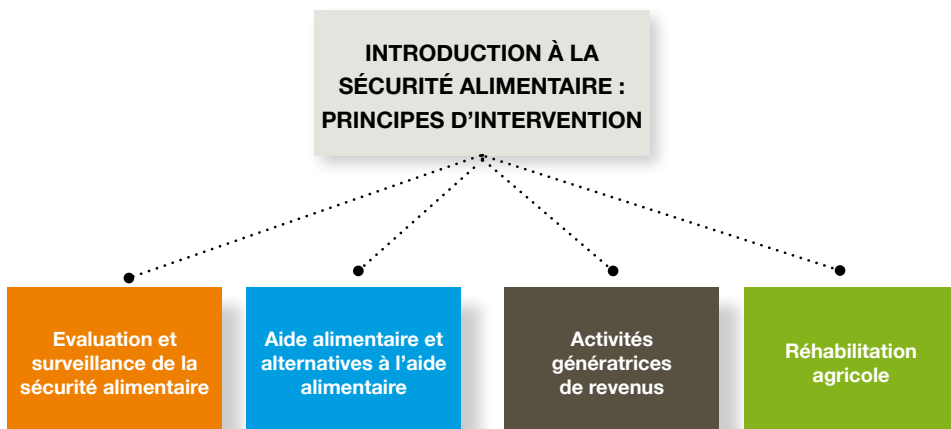 INTRODUCTION À LA
SÉCURITÉ ALIMENTAIRE :
PRINCIPES D’INTERVENTION
Evaluation et
surveillance de la
sécurité alimentaire
Aide alimentaire et
alternatives à l’aide
alimentaire
Activités
génératrices
de revenus
Réhabilitation
agricole